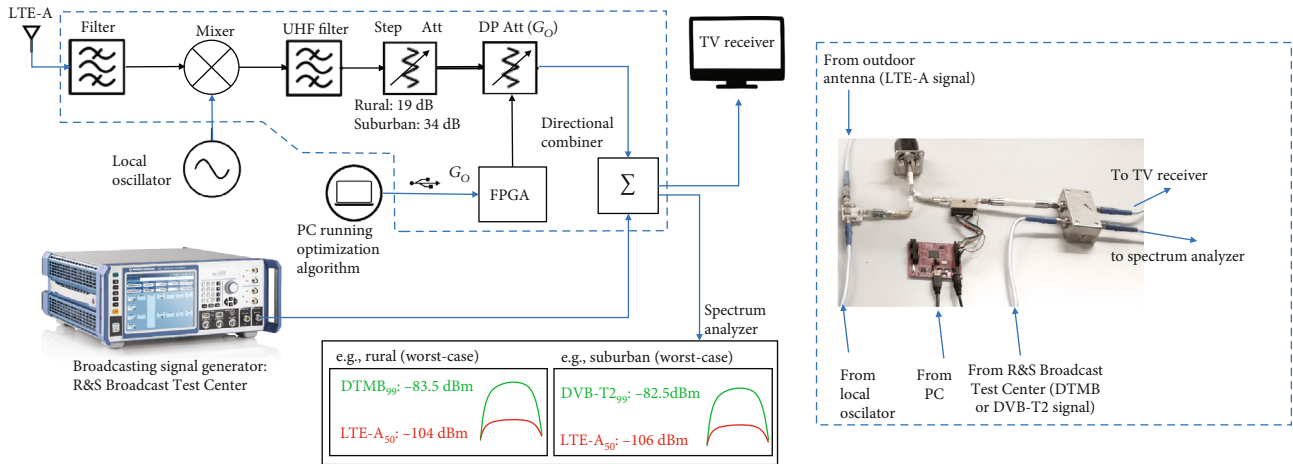 LTE-A
Filter
Mixer
UHF filter
Step Att
DP Att (GO)
TV receiver
Rural: 19 dB
Suburban: 34 dB
Local
oscillator
PC running
optimization
algorithm
GO
FPGA
Directional
combiner
Σ
Broadcasting signal generator:
R&S Broadcast Test Center
Spectrum
analyzer
e.g., rural (worst-case)
DTMB99: –83.5 dBm
LTE-A50: –104 dBm
e.g., suburban (worst-case)
DVB-T299: –82.5dBm
LTE-A50: –106 dBm
From outdoor
antenna (LTE-A signal)
To TV receiver
to spectrum analyzer
From
local
oscilator
From
PC
From R&S Broadcast
Test Center (DTMB
or DVB-T2 signal)